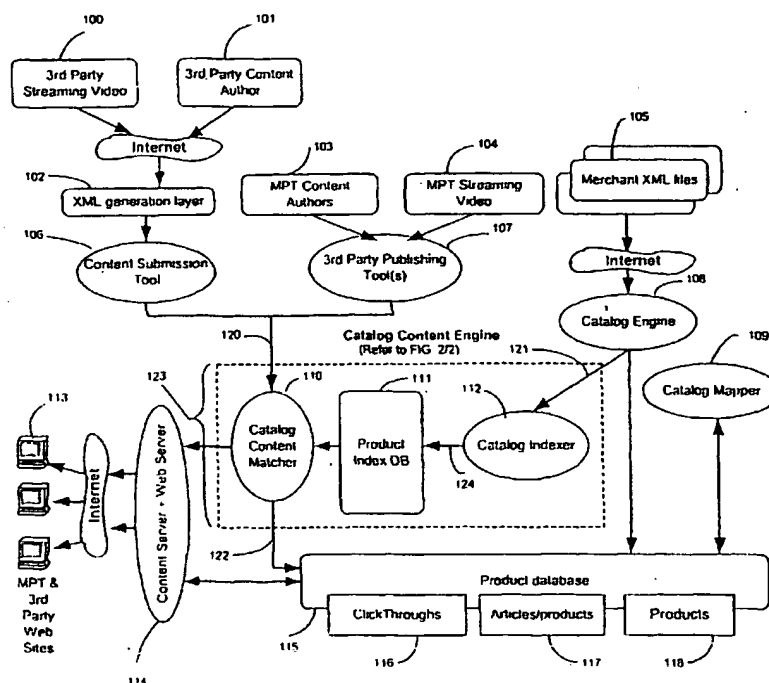 100
101
3rd Party
Streaming Video
3rd Party Content
Author
Internet
102
XML generation layer
103
MPT Content
Authors
104
MPT Streaming
Video
105
Merchant XML files
Internet
106
Content Submission
Tool
107
3rd Party Publishing
Tool(s)
108
Catalog Engine
109
Catalog Mapper
120
Catalog Content Engine
(Refer to FIG 2/2)
121
123
110
Catalog
Content
Matcher
111
Product
Index DB
112
Catalog Indexer
124
113
Internet
Content Server + Web Server
MPT &
3rd
Party
Web
Sites
114
122
Product database
115
ClickThroughs
116
Articles/products
117
Products
118